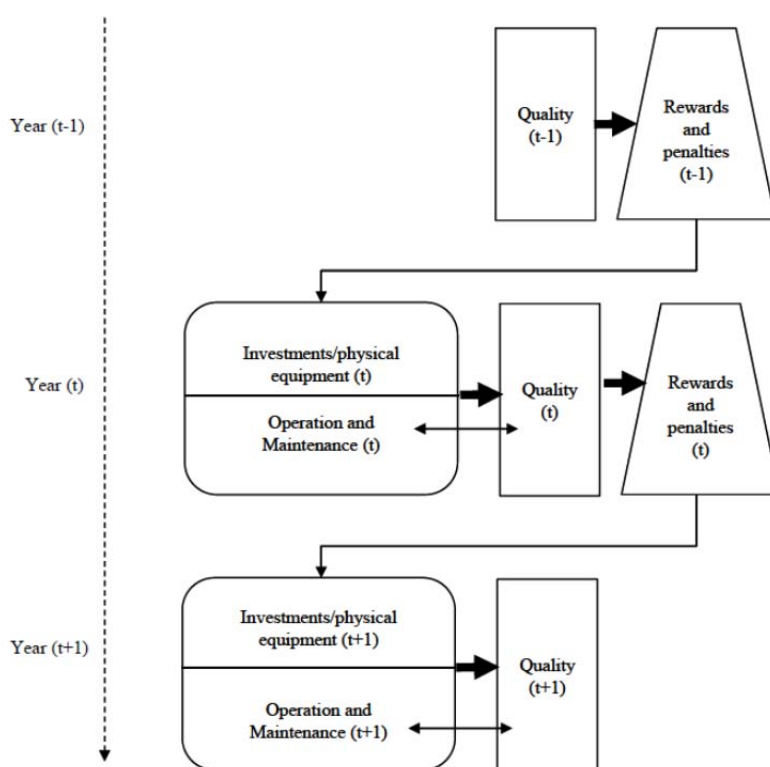 Year (t-1)
Quality
(t-1)
Rewards
and
penalties
(t-1)
Year (t)
Investments/physical
equipment (t)
Operation and
Maintenance (t)
Quality
(t)
Rewards
and
penalties
(t)
Year (t+1)
Investments/physical
equipment (t+1)
Operation and
Maintenance (t+1)
Quality
(t+1)